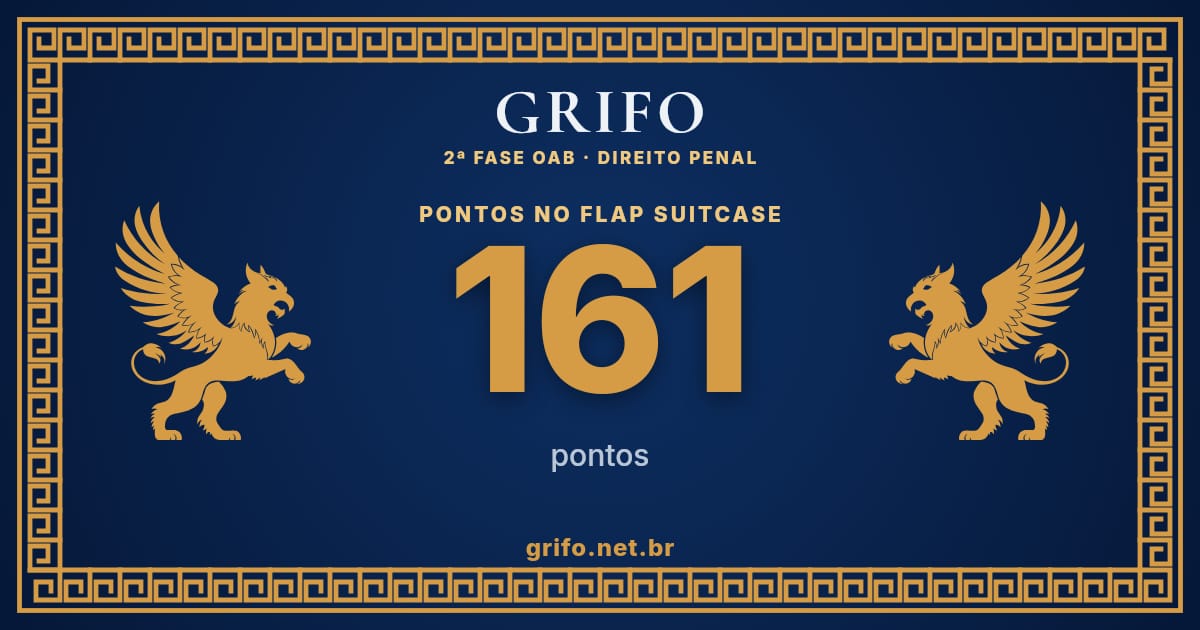 GRIFO
2ª FASE OAB · DIREITO PENAL
PONTOS NO FLAP SUITCASE
161
pontos
grifo.net.br